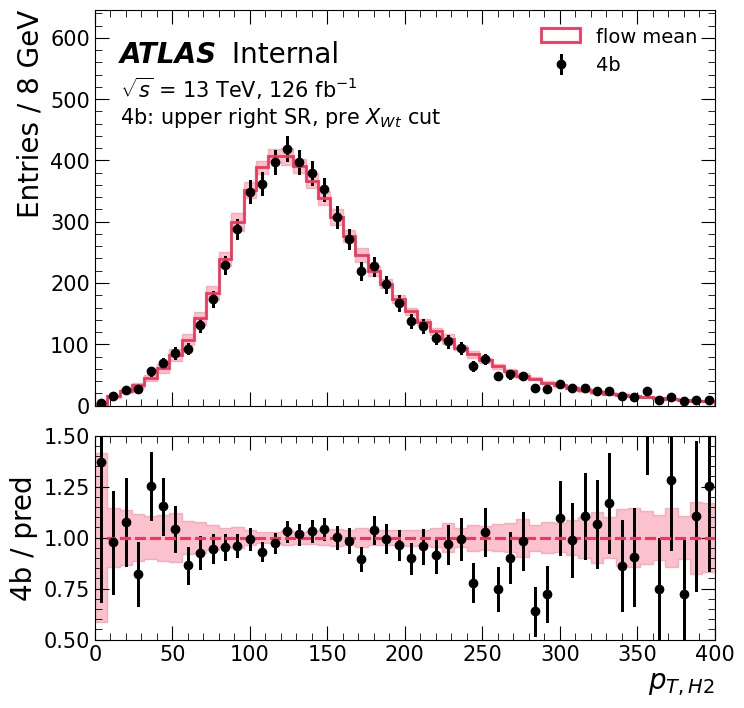 ATLAS Internal
√s = 13 TeV, 126 fb⁻¹
4b: upper right SR, pre X_Wt cut
flow mean
4b
Entries / 8 GeV
600
500
400
300
200
100
0
4b / pred
1.50
1.25
1.00
0.75
0.50
0 50 100 150 200 250 300 350 400
p_T, H2